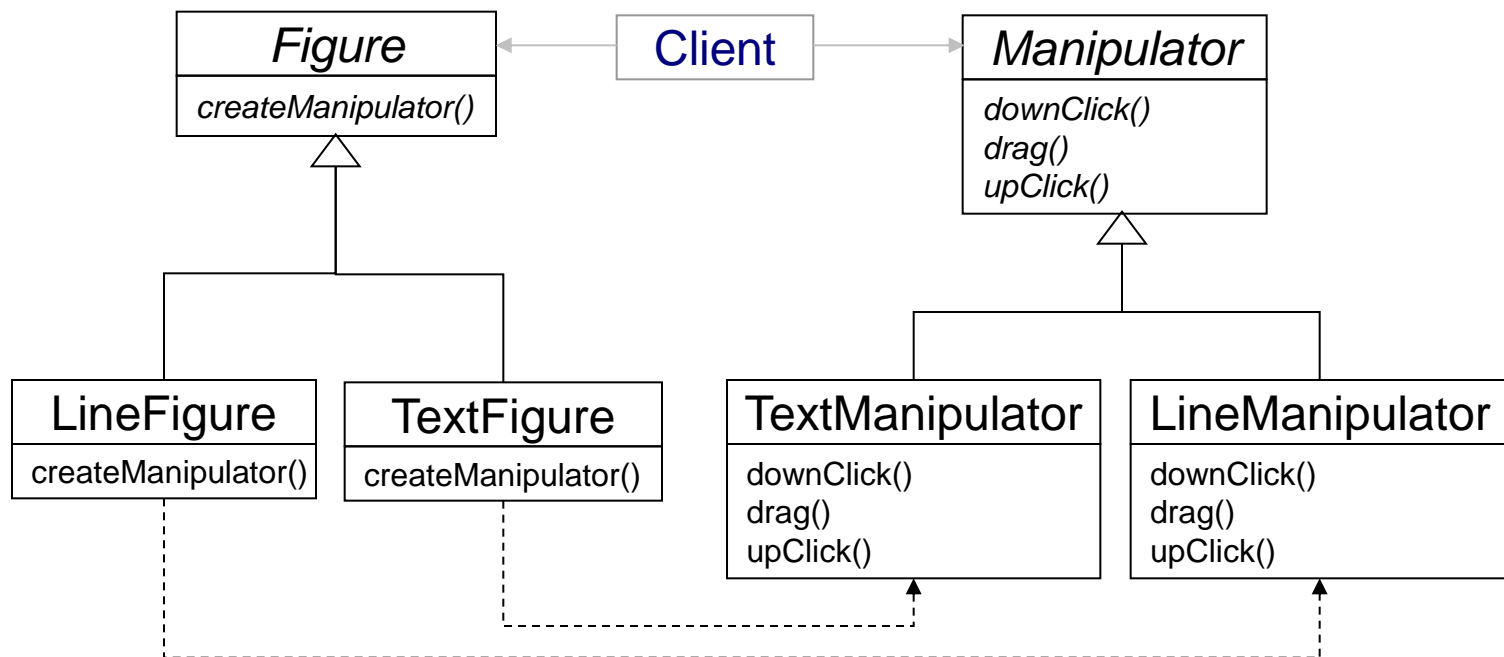 Figure
createManipulator()
Client
Manipulator
downClick()
drag()
upClick()
LineFigure
createManipulator()
TextFigure
createManipulator()
TextManipulator
downClick()
drag()
upClick()
LineManipulator
downClick()
drag()
upClick()